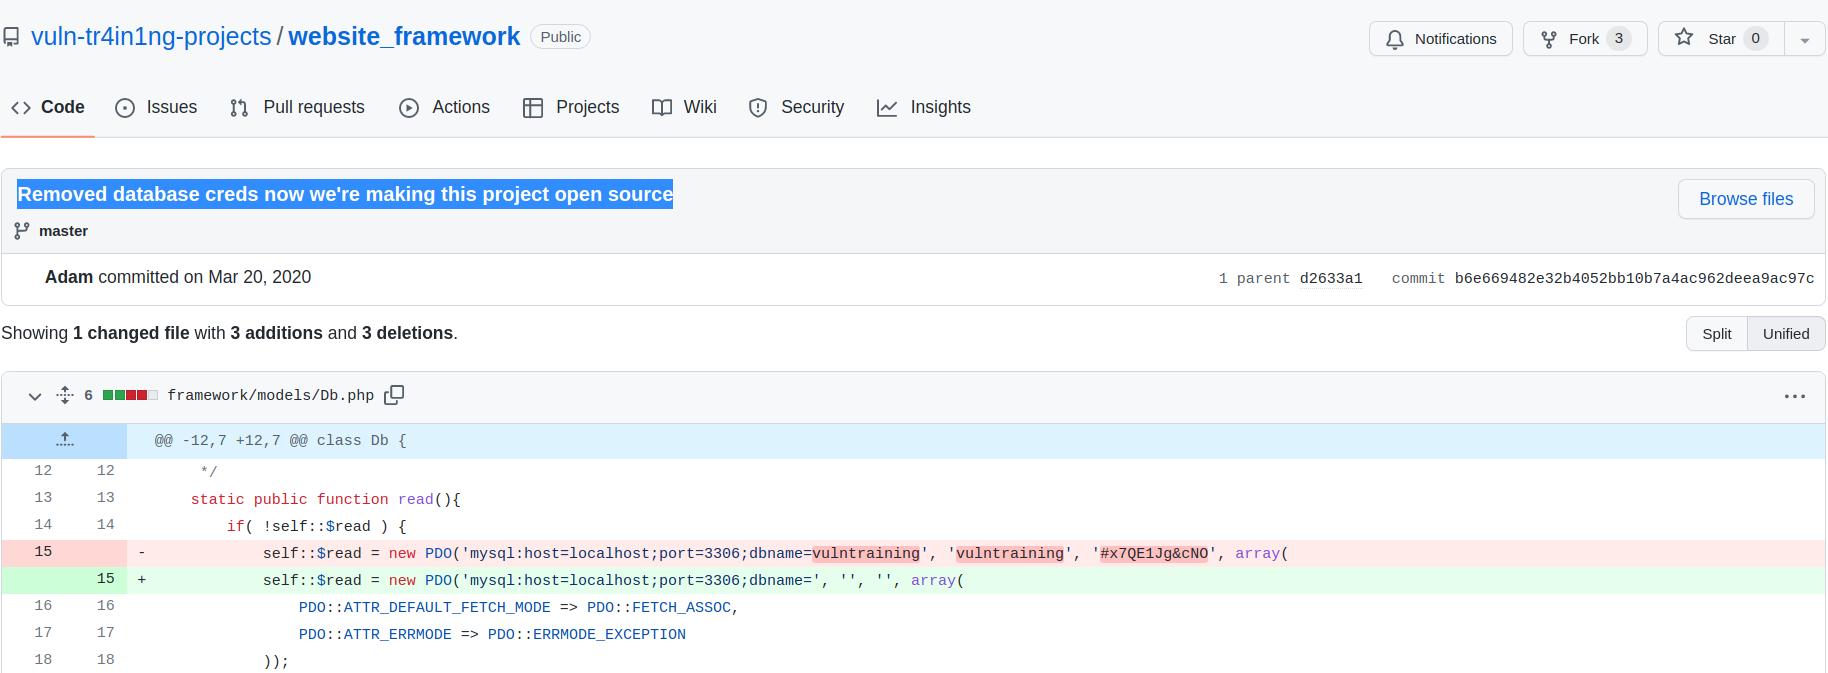 vuln-tr4in1ng-projects / website_framework Public
Notifications Fork 3 Star 0
Code Issues Pull requests Actions Projects Wiki Security Insights
Removed database creds now we're making this project open source
Browse files
master
Adam committed on Mar 20, 2020 1 parent d2633a1 commit b6e669482e32b4052bb10b7a4ac962deea9ac97c
Showing 1 changed file with 3 additions and 3 deletions.
Split Unified
6 framework/models/Db.php
@@ -12,7 +12,7 @@ class Db {
12 12 */
13 13 static public function read(){
14 14 if( !self::$read ) {
15 - self::$read = new PDO('mysql:host=localhost;port=3306;dbname=vulntraining', 'vulntraining', '#x7QE1Jg&cNO', array(
15 + self::$read = new PDO('mysql:host=localhost;port=3306;dbname=', '', '', array(
16 16 PDO::ATTR_DEFAULT_FETCH_MODE => PDO::FETCH_ASSOC,
17 17 PDO::ATTR_ERRMODE => PDO::ERRMODE_EXCEPTION
18 18 ));